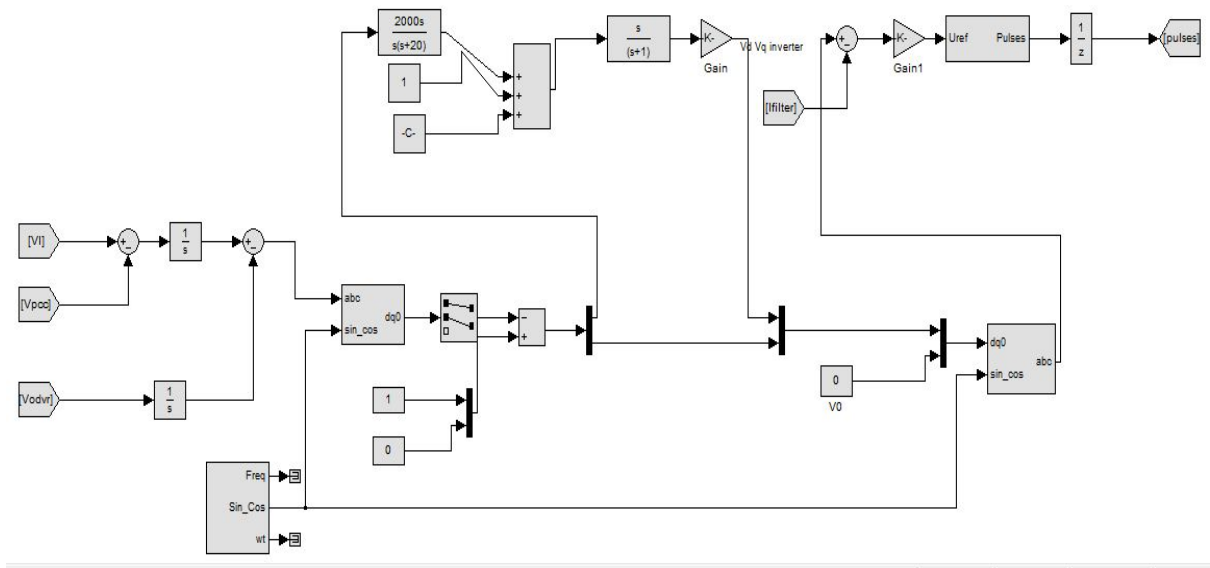 2000s
s(s+20)
1
-C-
s
(s+1)
K-
Gain
Vd Vq inverter
K-
Gain1
Uref
Pulses
1
z
[pulses]
[Ifilter]
[Vl]
1
s
[Vpcc]
[Vodvr]
1
s
abc
sin_cos
dq0
1
0
0
V0
dq0
sin_cos
abc
Freq
Sin_Cos
wt